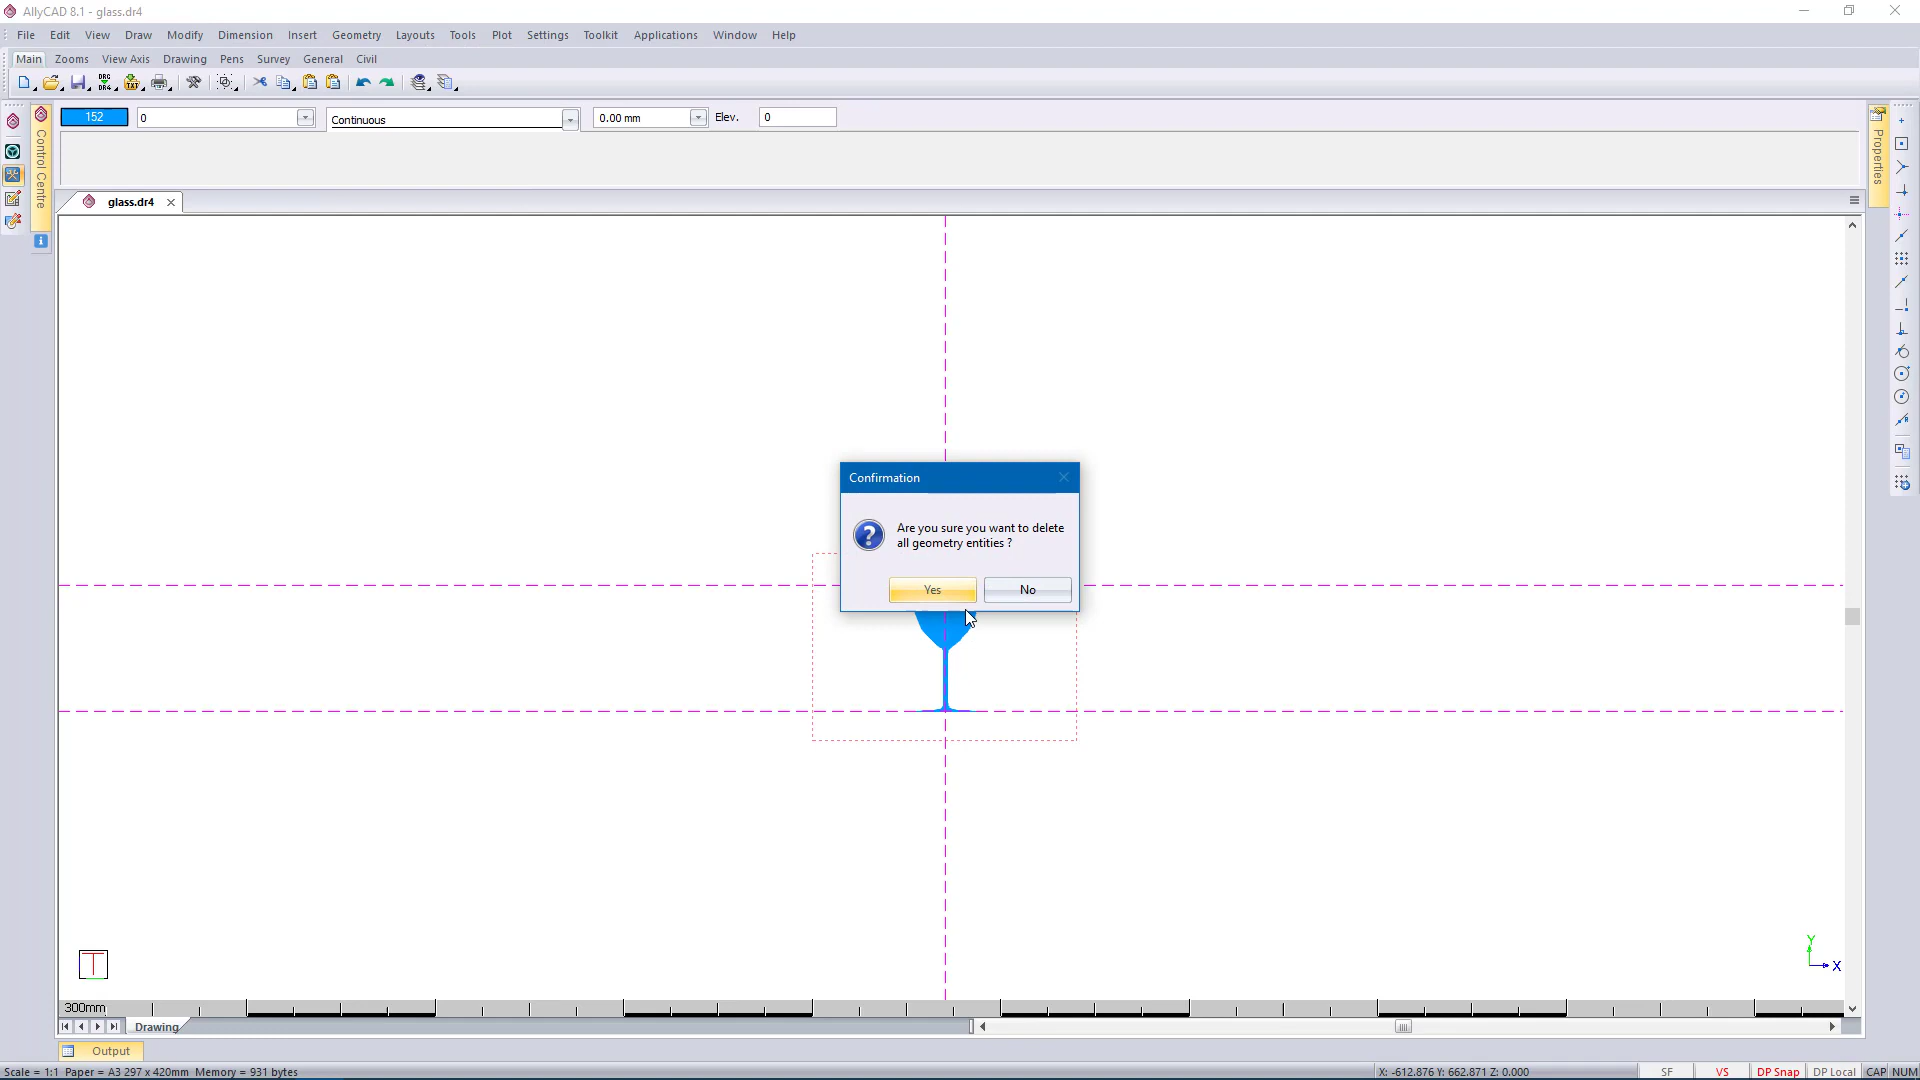 AllyCAD 8.1 - glass.dr4
File Edit View Draw Modify Dimension Insert Geometry Layouts Tools Plot Settings Toolkit Applications Window Help
Main Zooms View Axis Drawing Pens Survey General Civil
DRG
DR4
TXT
152 0 Continuous 0.00 mm Elev. 0
Control Centre
Properties
glass.dr4
Confirmation
Are you sure you want to delete
all geometry entities ?
Yes No
T
Y
X
300mm
Drawing
Output
Scale = 1:1 Paper = A3 297 x 420mm Memory = 931 bytes X: -612.876 Y: 662.871 Z: 0.000 SF VS DP Snap DP Local CAP NUM